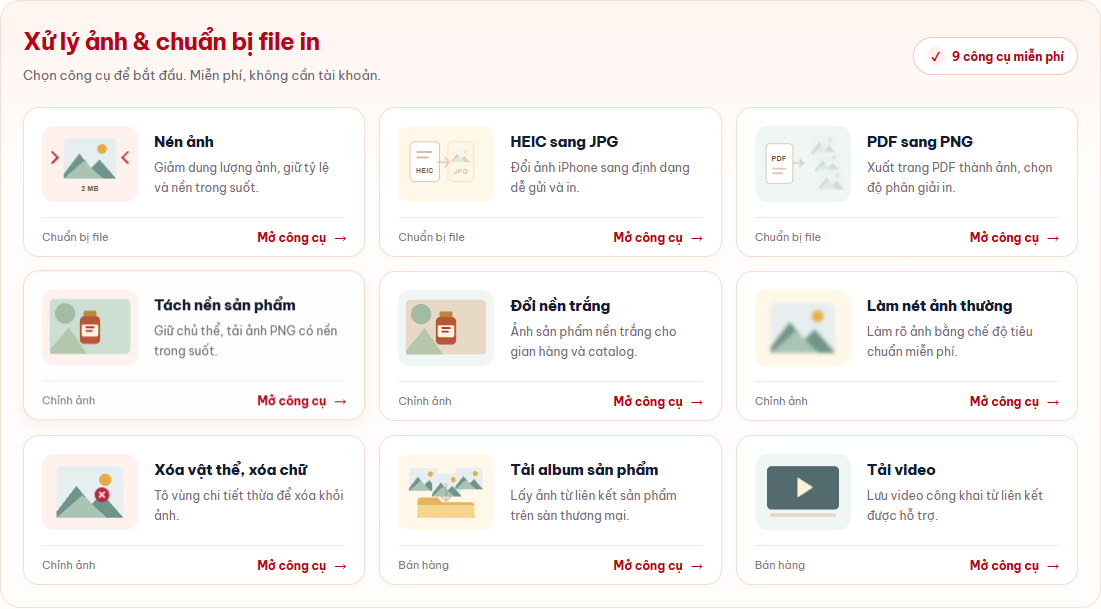 Xử lý ảnh & chuẩn bị file in
Chọn công cụ để bắt đầu. Miễn phí, không cần tài khoản.
9 công cụ miễn phí
2 MB
Nén ảnh
Giảm dung lượng ảnh, giữ tỷ lệ
và nền trong suốt.
Chuẩn bị file
Mở công cụ →
HEIC
JPG
HEIC sang JPG
Đổi ảnh iPhone sang định dạng
dễ gửi và in.
Chuẩn bị file
Mở công cụ →
PDF
PDF sang PNG
Xuất trang PDF thành ảnh, chọn
độ phân giải in.
Chuẩn bị file
Mở công cụ →
Tách nền sản phẩm
Giữ chủ thể, tải ảnh PNG có nền
trong suốt.
Chỉnh ảnh
Mở công cụ →
Đổi nền trắng
Ảnh sản phẩm nền trắng cho
gian hàng và catalog.
Chỉnh ảnh
Mở công cụ →
Làm nét ảnh thường
Làm rõ ảnh bằng chế độ tiêu
chuẩn miễn phí.
Chỉnh ảnh
Mở công cụ →
Xóa vật thể, xóa chữ
Tô vùng chi tiết thừa để xóa khỏi
ảnh.
Chỉnh ảnh
Mở công cụ →
Tải album sản phẩm
Lấy ảnh từ liên kết sản phẩm
trên sàn thương mại.
Bán hàng
Mở công cụ →
Tải video
Lưu video công khai từ liên kết
được hỗ trợ.
Bán hàng
Mở công cụ →